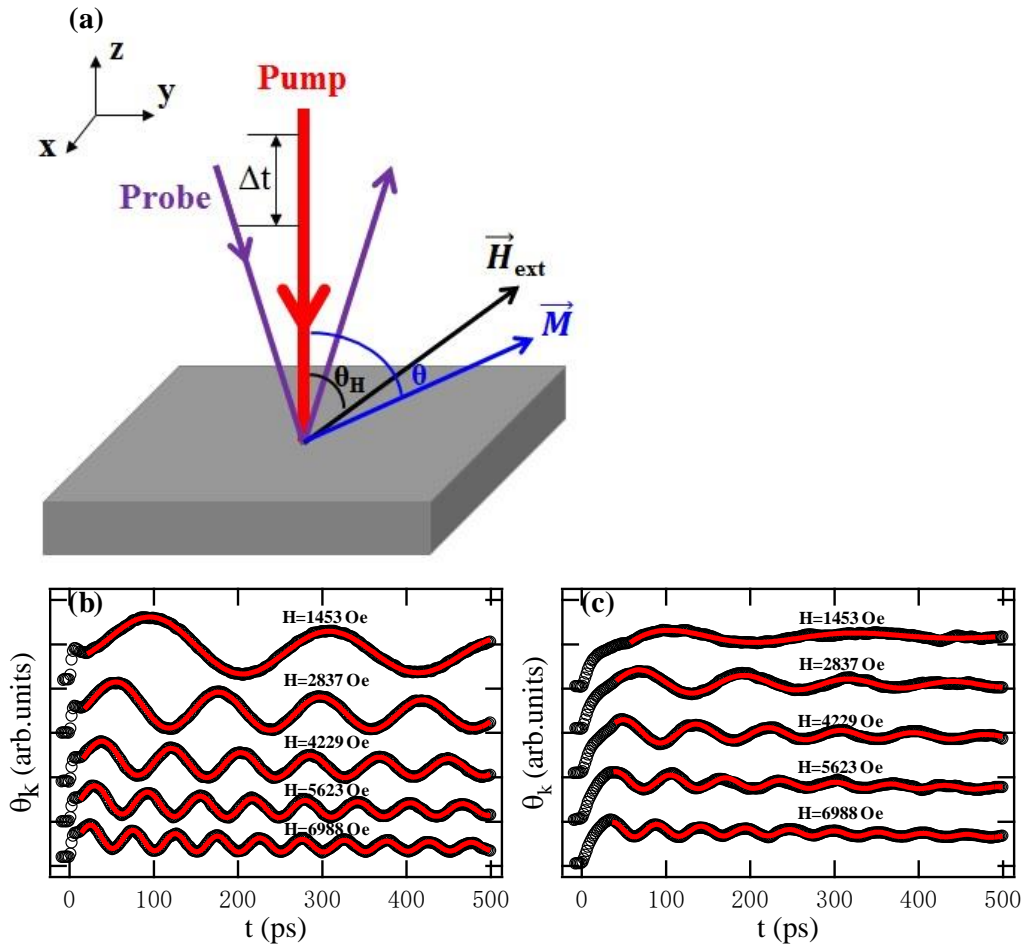 (a)
z
y
x
Pump
Probe
Δt
H⃗ext
M⃗
θH
θ
(b)
H=1453 Oe
H=2837 Oe
H=4229 Oe
H=5623 Oe
H=6988 Oe
θk (arb.units)
0 100 200 300 400 500
t (ps)
(c)
H=1453 Oe
H=2837 Oe
H=4229 Oe
H=5623 Oe
H=6988 Oe
θk (arb.units)
0 100 200 300 400 500
t (ps)